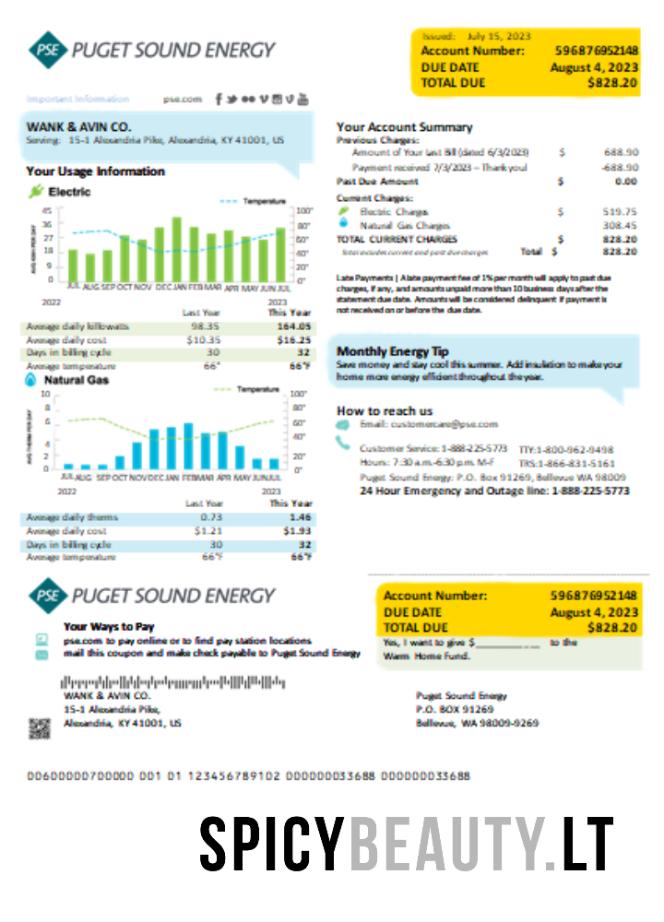 PSE PUGET SOUND ENERGY
Issued: July 15, 2023
Account Number: 596876952148
DUE DATE August 4, 2023
TOTAL DUE $828.20
Important Information pse.com
WANK & AVIN CO.
Serving: 15-1 Alexandria Pike, Alexandria, KY 41001, US
Your Usage Information
Electric
Temperature
AVG KWH PER DAY
45
36
27
18
9
0
100°
80°
60°
40°
20°
0°
JUL AUG SEP OCT NOV DEC JAN FEB MAR APR MAY JUN JUL
2022 2023
Last Year This Year
Average daily killowatts 98.35 164.05
Average daily cost $10.35 $16.25
Days in billing cycle 30 32
Average temperature 66° 66°F
Natural Gas
Temperature
AVG THERM PER DAY
10
8
6
4
2
0
100°
80°
60°
40°
20°
0°
JUL AUG SEP OCT NOV DEC JAN FEB MAR APR MAY JUN JUL
2022 2023
Last Year This Year
Average daily therms 0.73 1.46
Average daily cost $1.21 $1.93
Days in billing cycle 30 32
Average temperature 66°F 66°F
Your Account Summary
Previous Charges:
Amount of Your Last Bill (dated 6/3/2023) $ 688.90
Payment received 7/3/2023 – Thank you! -688.90
Past Due Amount $ 0.00
Current Charges:
Electric Charges $ 519.75
Natural Gas Charges 308.45
TOTAL CURRENT CHARGES $ 828.20
Total includes current and past due charges Total $ 828.20
Late Payments | A late payment fee of 1% per month will apply to past due
charges, if any, and amounts unpaid more than 10 business days after the
statement due date. Amounts will be considered delinquent if payment is
not received on or before the due date.
Monthly Energy Tip
Save money and stay cool this summer. Add insulation to make your
home more energy efficient throughout the year.
How to reach us
Email: customercare@pse.com
Customer Service: 1-888-225-5773 TTY:1-800-962-9498
Hours: 7:30 a.m.-6:30 p.m. M-F TRS:1-866-831-5161
Puget Sound Energy: P.O. Box 91269, Bellevue, WA 98009
24 Hour Emergency and Outage line: 1-888-225-5773
PSE PUGET SOUND ENERGY
Your Ways to Pay
pse.com to pay online or to find pay station locations
mail this coupon and make check payable to Puget Sound Energy
Account Number: 596876952148
DUE DATE August 4, 2023
TOTAL DUE $828.20
Yes, I want to give $__________ to the
Warm Home Fund.
WANK & AVIN CO.
15-1 Alexandria Pike,
Alexandria, KY 41001, US
Puget Sound Energy
P.O. BOX 91269
Bellevue, WA 98009-9269
00600000700000 001 01 123456789102 000000033688 000000033688
SPICYBEAUTY.LT